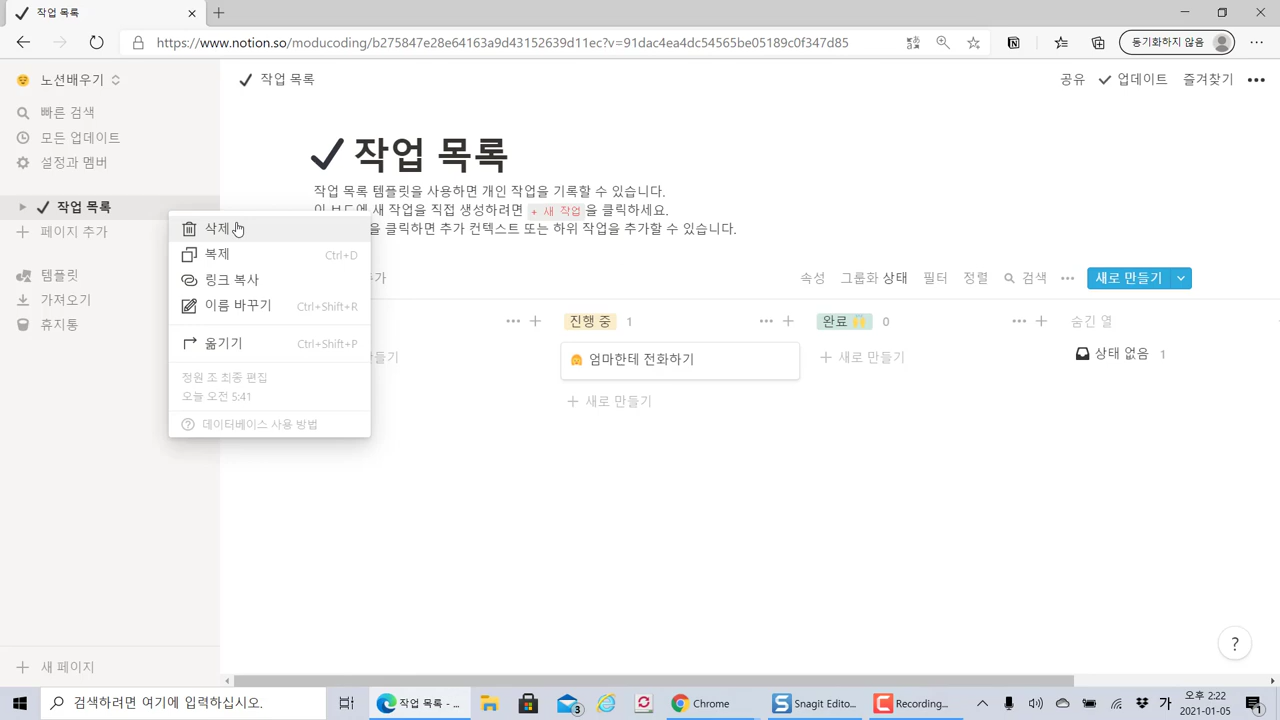 작업 목록
https://www.notion.so/moducoding/b275847e28e64163a9d43152639d11ec?v=91dac4ea4dc54565be05189c0f347d85
동기화하지 않음
노션배우기
작업 목록
공유
업데이트
즐겨찾기
빠른 검색
모든 업데이트
설정과 멤버
작업 목록
페이지 추가
템플릿
가져오기
휴지통
새 페이지
삭제
복제 Ctrl+D
링크 복사
이름 바꾸기 Ctrl+Shift+R
옮기기 Ctrl+Shift+P
정원 조 최종 편집
오늘 오전 5:41
데이터베이스 사용 방법
작업 목록
작업 목록 템플릿을 사용하면 개인 작업을 기록할 수 있습니다.
이 보드에 새 작업을 직접 생성하려면 + 새 작업 을 클릭하세요.
을 클릭하면 추가 컨텍스트 또는 하위 작업을 추가할 수 있습니다.
가 속성 그룹화 상태 필터 정렬 검색 새로 만들기
진행 중 1 완료 0 숨긴 열
들기 엄마한테 전화하기 + 새로 만들기 상태 없음 1
+ 새로 만들기
?
검색하려면 여기에 입력하십시오.
작업 목록 - ...
3
Chrome
Snagit Edito...
Recording...
가
오후 2:22
2021-01-05
1